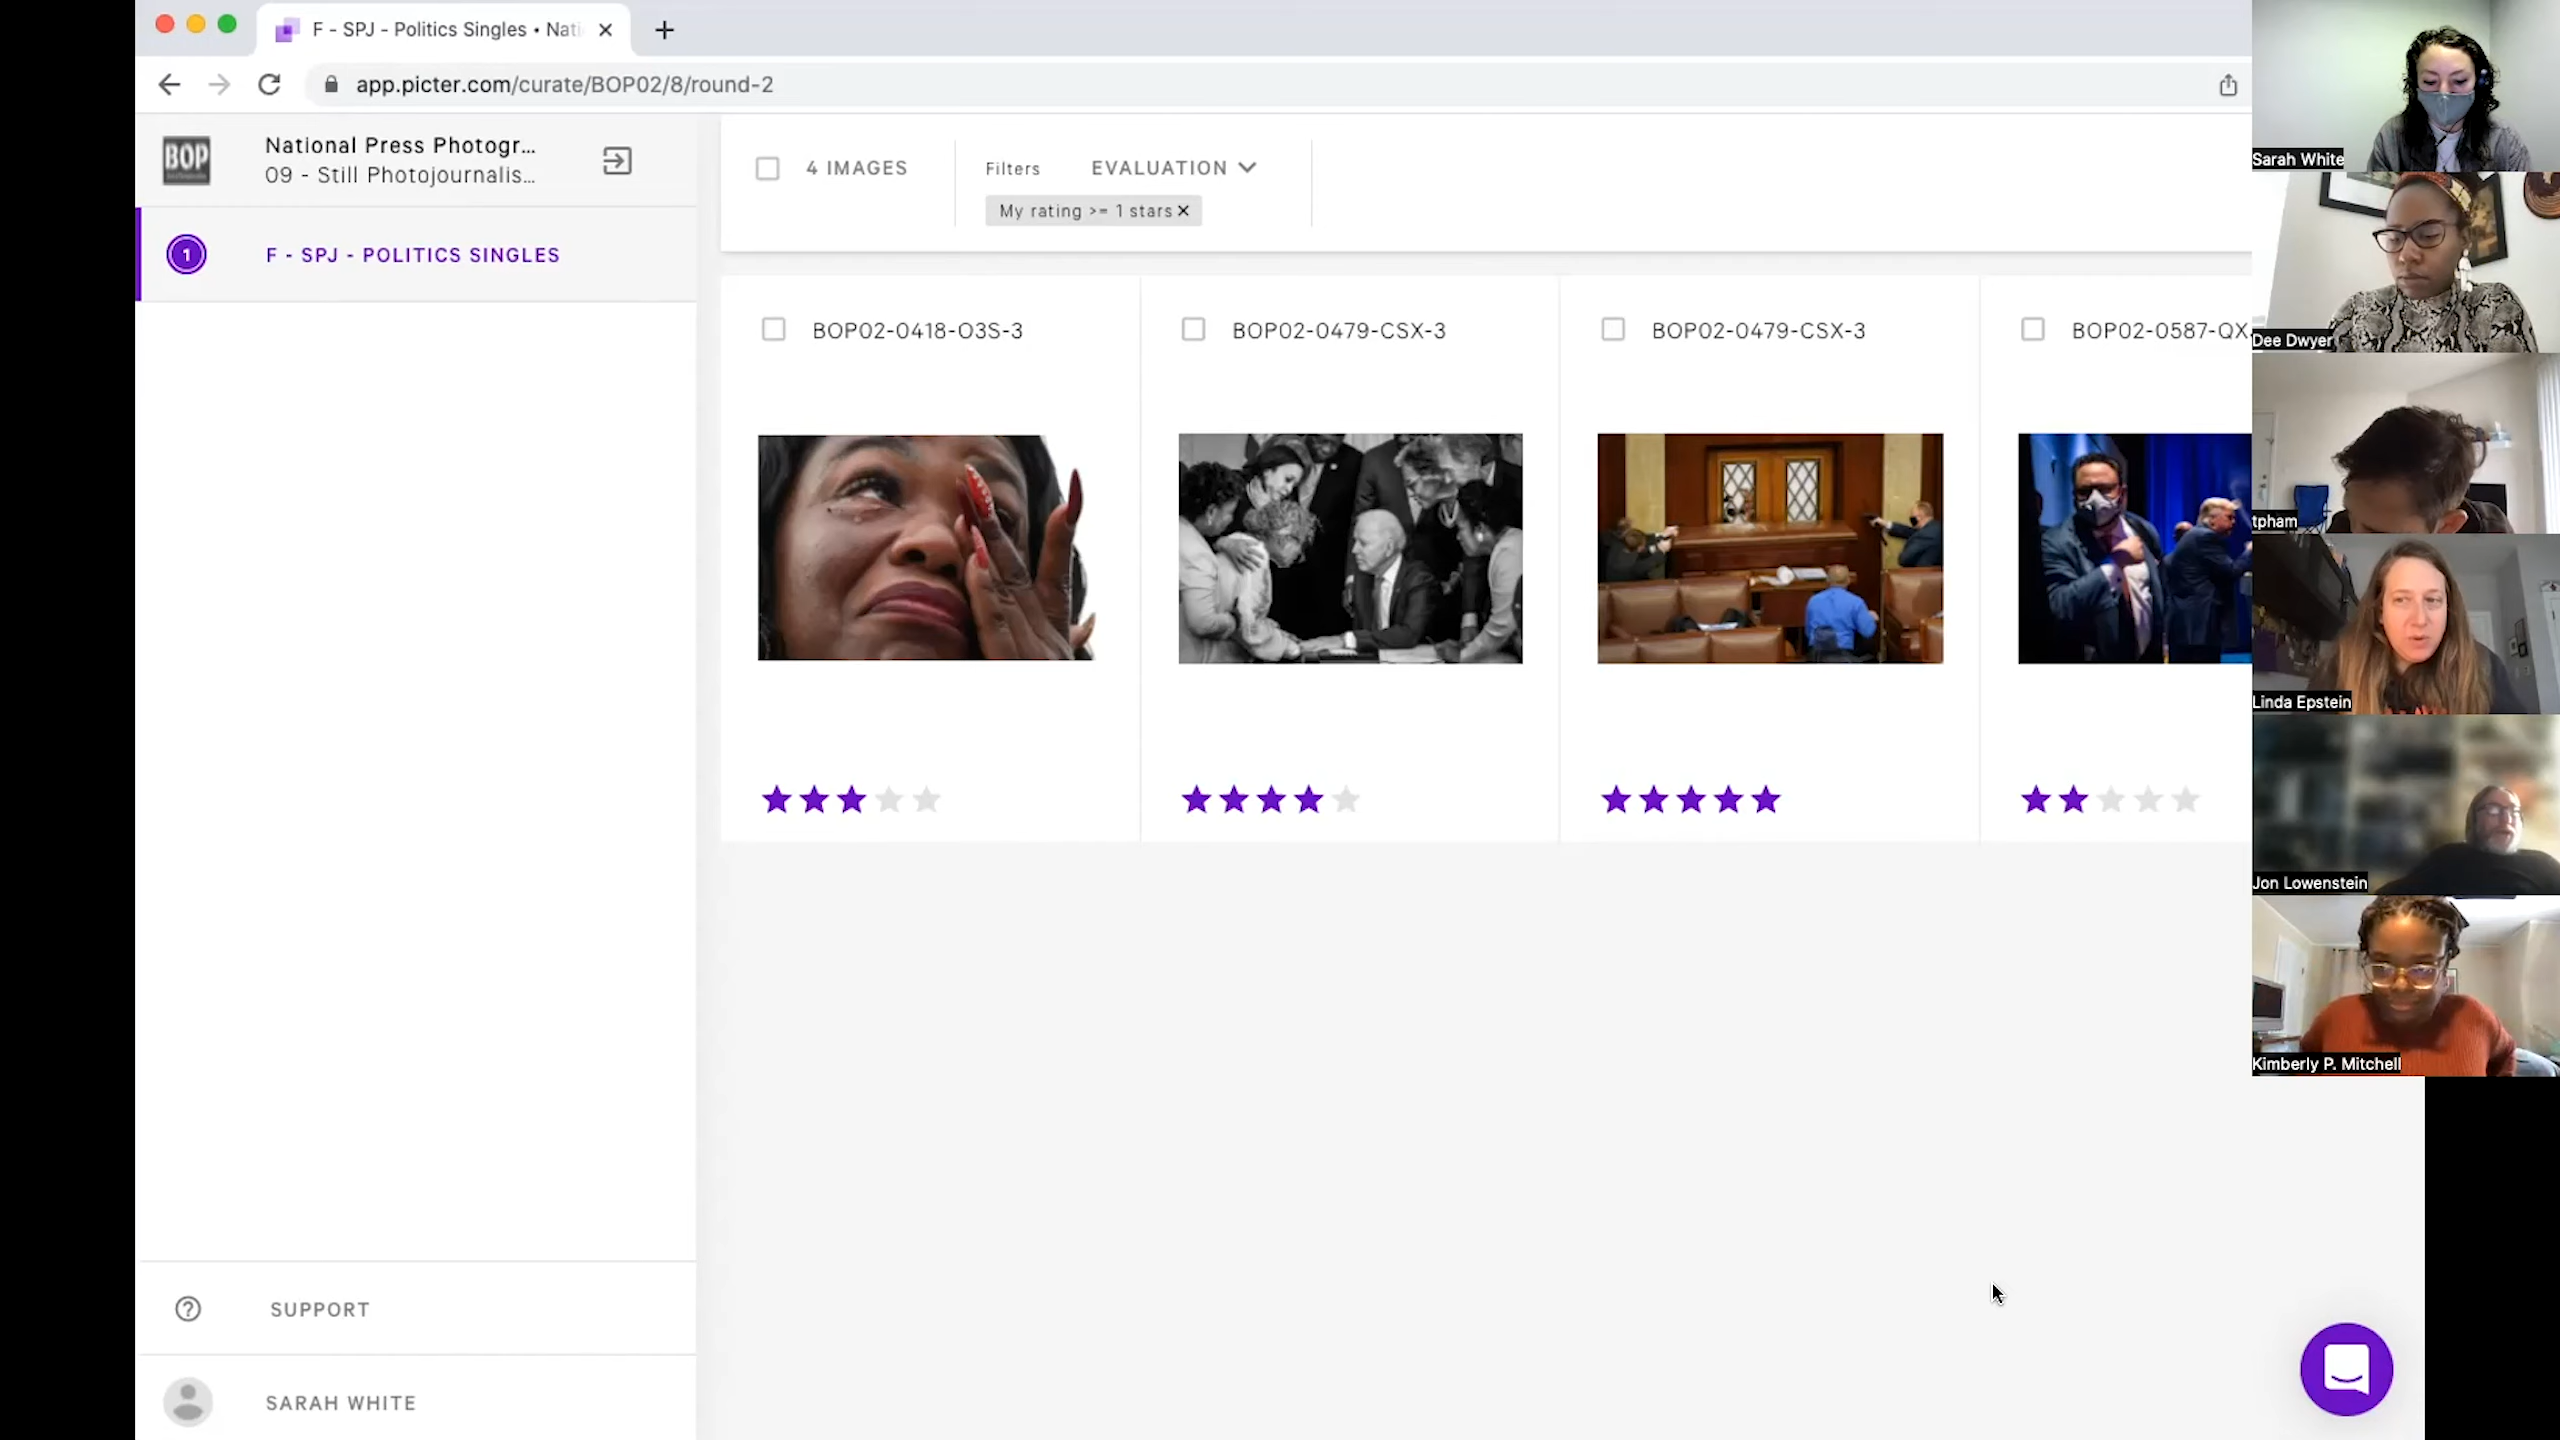 F - SPJ - Politics Singles • Nati
app.picter.com/curate/BOP02/8/round-2
BOP
National Press Photogr...
09 - Still Photojournalis...
1
F - SPJ - POLITICS SINGLES
4 IMAGES
Filters
EVALUATION
My rating >= 1 stars
BOP02-0418-O3S-3
BOP02-0479-CSX-3
BOP02-0479-CSX-3
BOP02-0587-QX
SUPPORT
SARAH WHITE
Sarah White
Dee Dwyer
tpham
Linda Epstein
Jon Lowenstein
Kimberly P. Mitchell